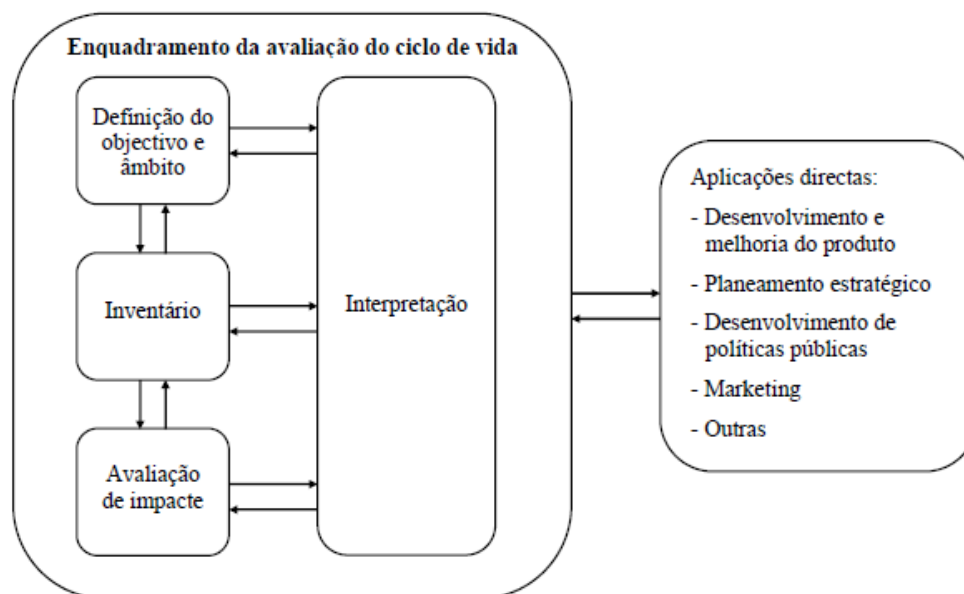 Enquadramento da avaliação do ciclo de vida
Definição do
objectivo e
âmbito
Inventário
Avaliação
de impacte
Interpretação
Aplicações directas:
- Desenvolvimento e
melhoria do produto
- Planeamento estratégico
- Desenvolvimento de
políticas públicas
- Marketing
- Outras